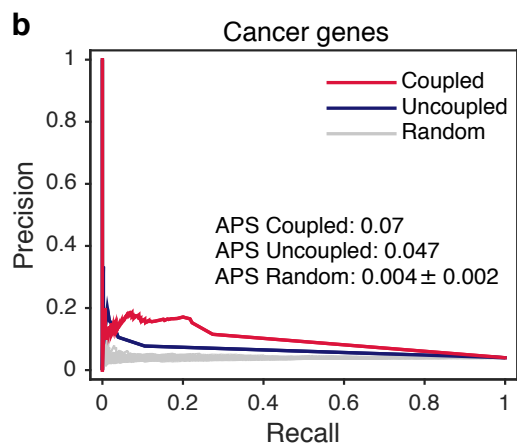 b
Cancer genes
Precision
1
0.8
0.6
0.4
0.2
0
Coupled
Uncoupled
Random
APS Coupled: 0.07
APS Uncoupled: 0.047
APS Random: 0.004 ± 0.002
0
0.2
0.4
0.6
0.8
1
Recall